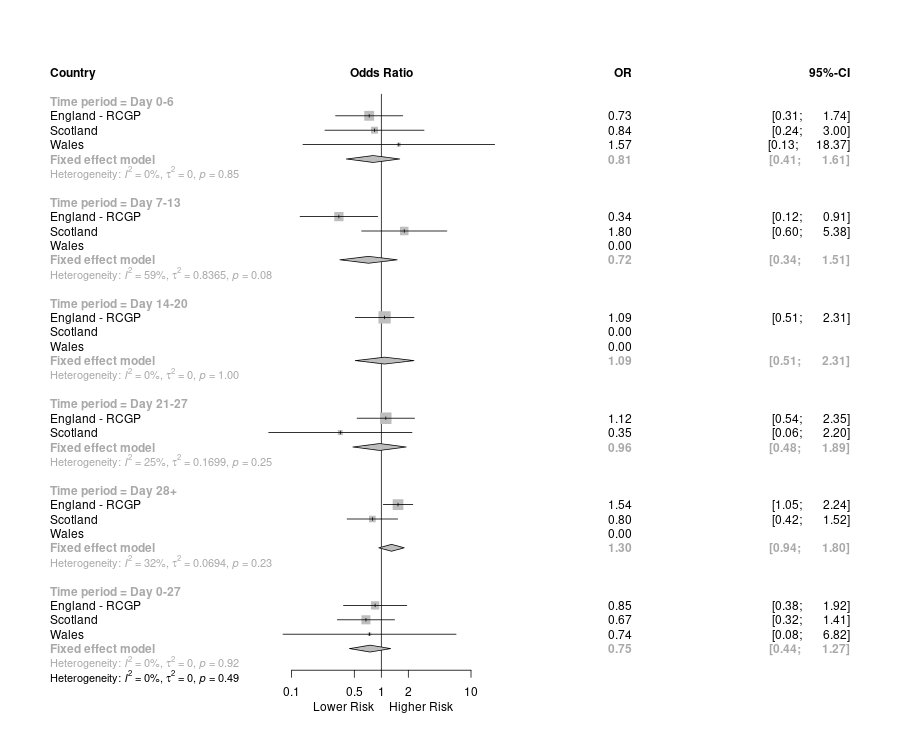 Country Odds Ratio OR 95%-CI
Time period = Day 0-6
England - RCGP 0.73 [0.31; 1.74]
Scotland 0.84 [0.24; 3.00]
Wales 1.57 [0.13; 18.37]
Fixed effect model 0.81 [0.41; 1.61]
Heterogeneity: I² = 0%, τ² = 0, p = 0.85
Time period = Day 7-13
England - RCGP 0.34 [0.12; 0.91]
Scotland 1.80 [0.60; 5.38]
Wales 0.00
Fixed effect model 0.72 [0.34; 1.51]
Heterogeneity: I² = 59%, τ² = 0.8365, p = 0.08
Time period = Day 14-20
England - RCGP 1.09 [0.51; 2.31]
Scotland 0.00
Wales 0.00
Fixed effect model 1.09 [0.51; 2.31]
Heterogeneity: I² = 0%, τ² = 0, p = 1.00
Time period = Day 21-27
England - RCGP 1.12 [0.54; 2.35]
Scotland 0.35 [0.06; 2.20]
Fixed effect model 0.96 [0.48; 1.89]
Heterogeneity: I² = 25%, τ² = 0.1699, p = 0.25
Time period = Day 28+
England - RCGP 1.54 [1.05; 2.24]
Scotland 0.80 [0.42; 1.52]
Wales 0.00
Fixed effect model 1.30 [0.94; 1.80]
Heterogeneity: I² = 32%, τ² = 0.0694, p = 0.23
Time period = Day 0-27
England - RCGP 0.85 [0.38; 1.92]
Scotland 0.67 [0.32; 1.41]
Wales 0.74 [0.08; 6.82]
Fixed effect model 0.75 [0.44; 1.27]
Heterogeneity: I² = 0%, τ² = 0, p = 0.92
Heterogeneity: I² = 0%, τ² = 0, p = 0.49
0.1 0.5 1 2 10
Lower Risk Higher Risk